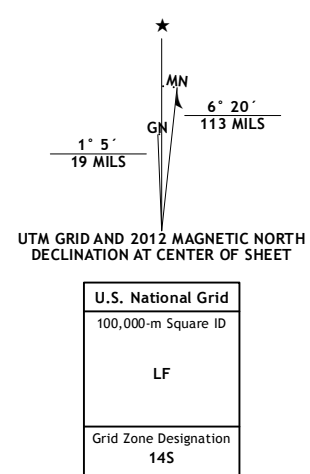 ★
MN
GN
6° 20´
113 MILS
1° 5´
19 MILS
UTM GRID AND 2012 MAGNETIC NORTH
DECLINATION AT CENTER OF SHEET
U.S. National Grid
100,000-m Square ID
LF
Grid Zone Designation
14S